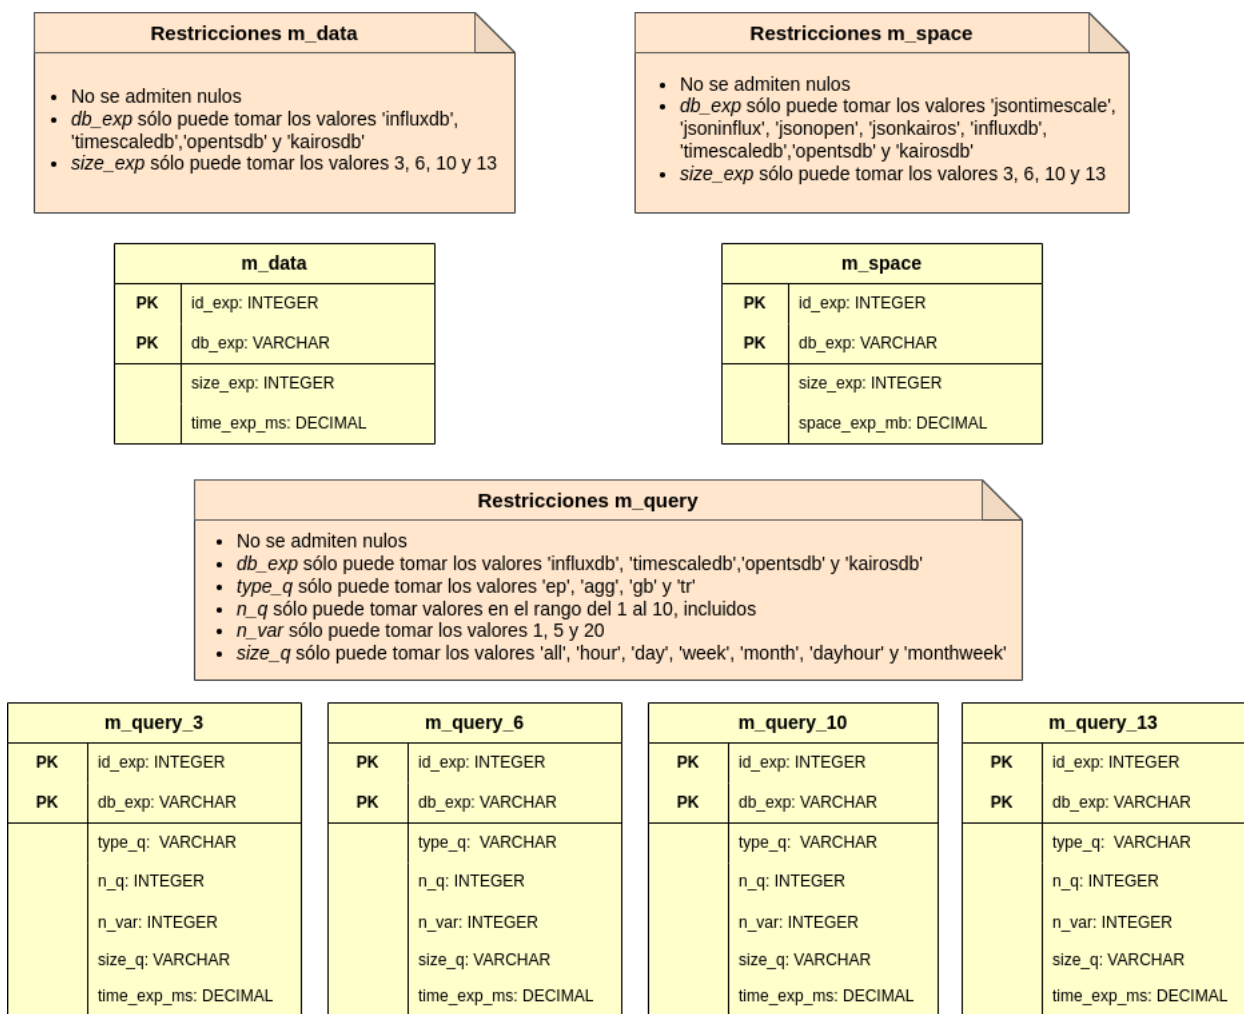 Restricciones m_data
• No se admiten nulos
• db_exp sólo puede tomar los valores 'influxdb',
'timescaledb','opentsdb' y 'kairosdb'
• size_exp sólo puede tomar los valores 3, 6, 10 y 13
Restricciones m_space
• No se admiten nulos
• db_exp sólo puede tomar los valores 'jsontimescale',
'jsoninflux', 'jsonopen', 'jsonkairos', 'influxdb',
'timescaledb','opentsdb' y 'kairosdb'
• size_exp sólo puede tomar los valores 3, 6, 10 y 13
m_data
PK id_exp: INTEGER
PK db_exp: VARCHAR
size_exp: INTEGER
time_exp_ms: DECIMAL
m_space
PK id_exp: INTEGER
PK db_exp: VARCHAR
size_exp: INTEGER
space_exp_mb: DECIMAL
Restricciones m_query
• No se admiten nulos
• db_exp sólo puede tomar los valores 'influxdb', 'timescaledb','opentsdb' y 'kairosdb'
• type_q sólo puede tomar los valores 'ep', 'agg', 'gb' y 'tr'
• n_q sólo puede tomar valores en el rango del 1 al 10, incluidos
• n_var sólo puede tomar los valores 1, 5 y 20
• size_q sólo puede tomar los valores 'all', 'hour', 'day', 'week', 'month', 'dayhour' y 'monthweek'
m_query_3
PK id_exp: INTEGER
PK db_exp: VARCHAR
type_q: VARCHAR
n_q: INTEGER
n_var: INTEGER
size_q: VARCHAR
time_exp_ms: DECIMAL
m_query_6
PK id_exp: INTEGER
PK db_exp: VARCHAR
type_q: VARCHAR
n_q: INTEGER
n_var: INTEGER
size_q: VARCHAR
time_exp_ms: DECIMAL
m_query_10
PK id_exp: INTEGER
PK db_exp: VARCHAR
type_q: VARCHAR
n_q: INTEGER
n_var: INTEGER
size_q: VARCHAR
time_exp_ms: DECIMAL
m_query_13
PK id_exp: INTEGER
PK db_exp: VARCHAR
type_q: VARCHAR
n_q: INTEGER
n_var: INTEGER
size_q: VARCHAR
time_exp_ms: DECIMAL